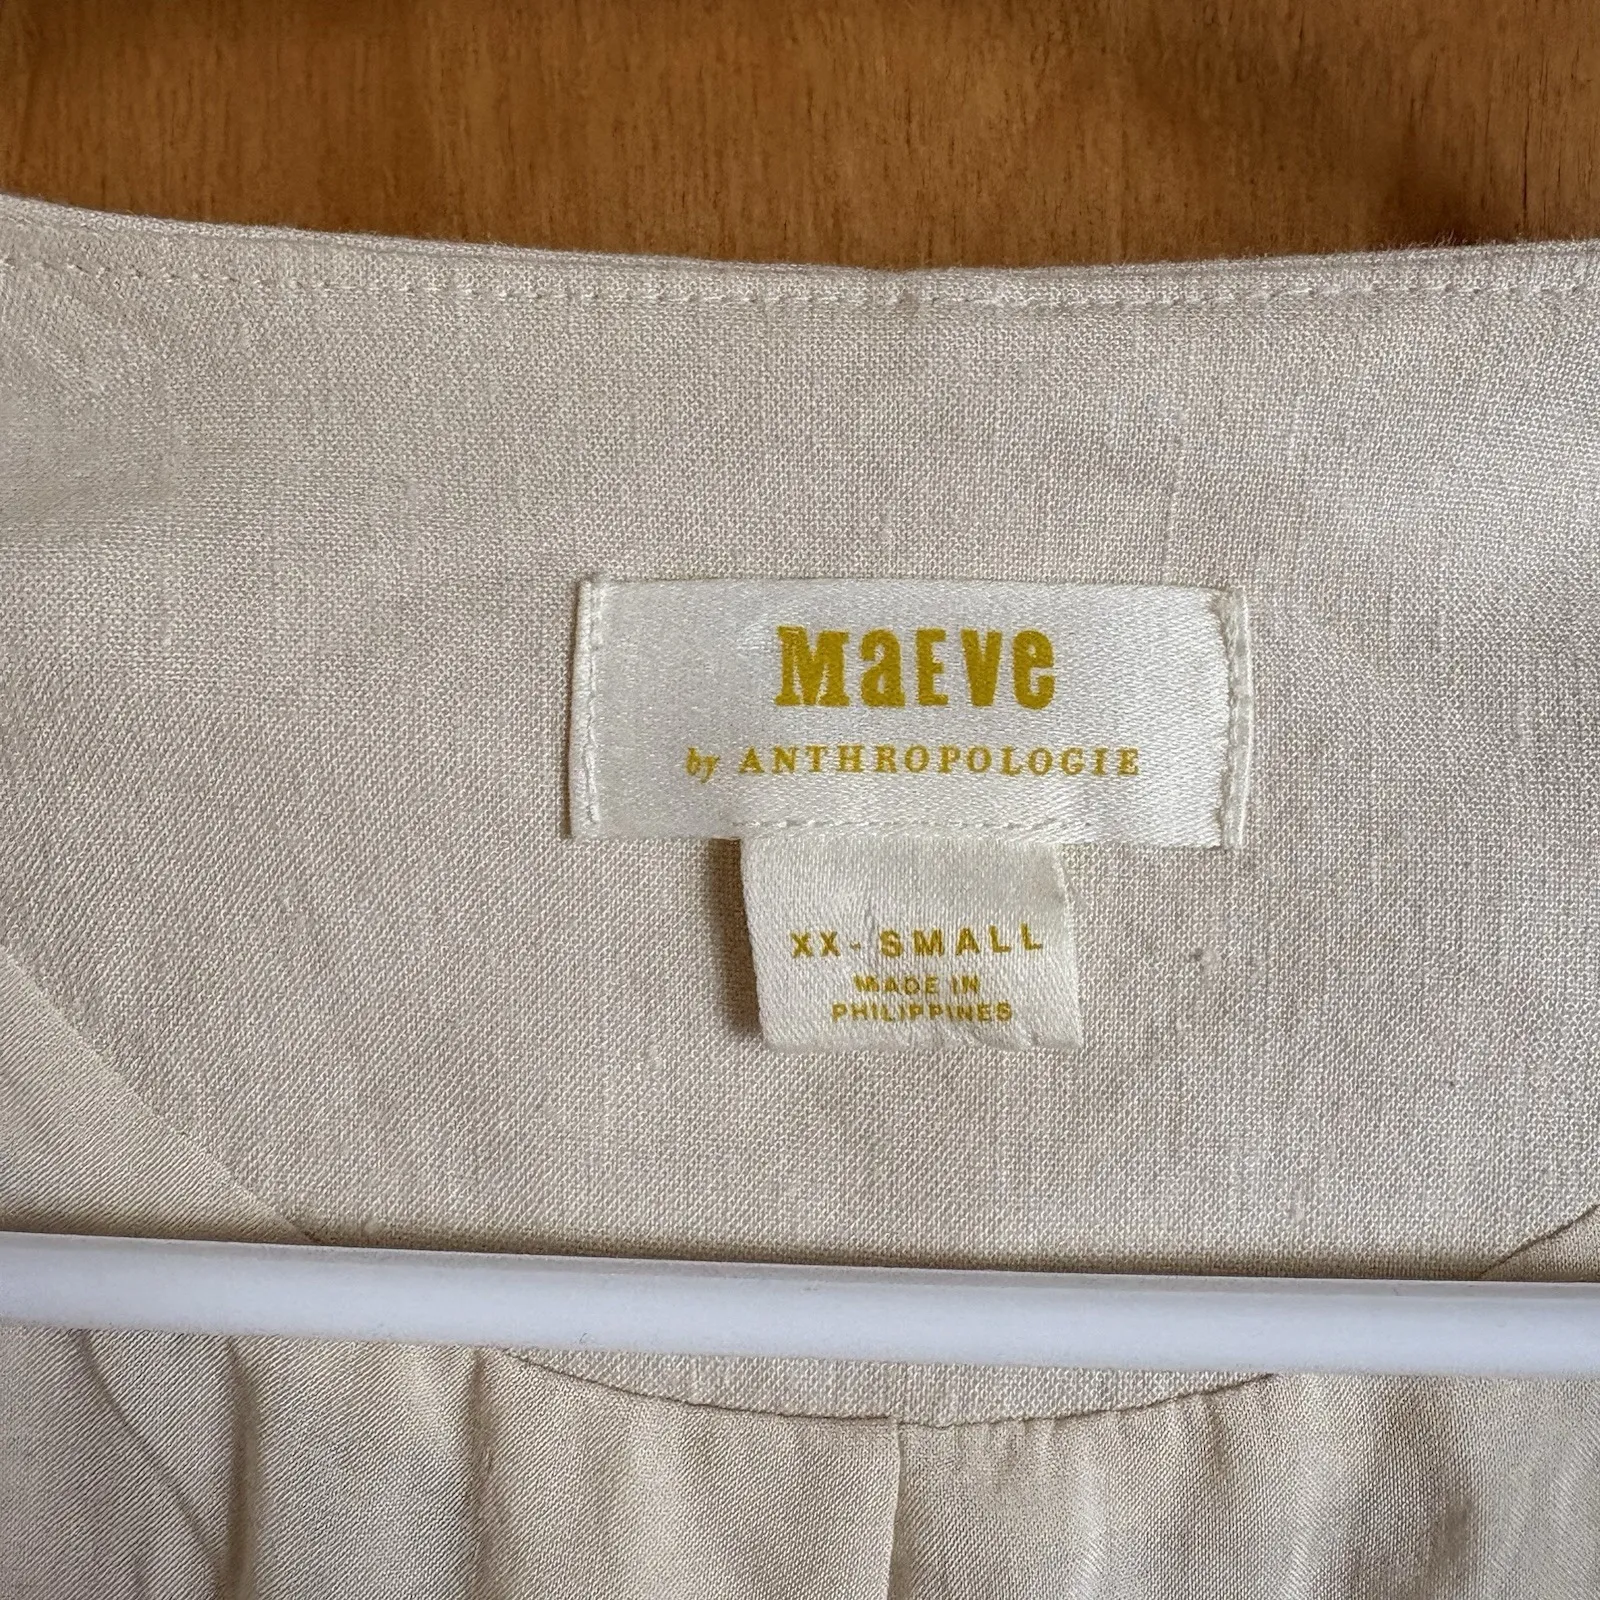 MaEve
by ANTHROPOLOGIE
XX-SMALL
MADE IN
PHILIPPINES